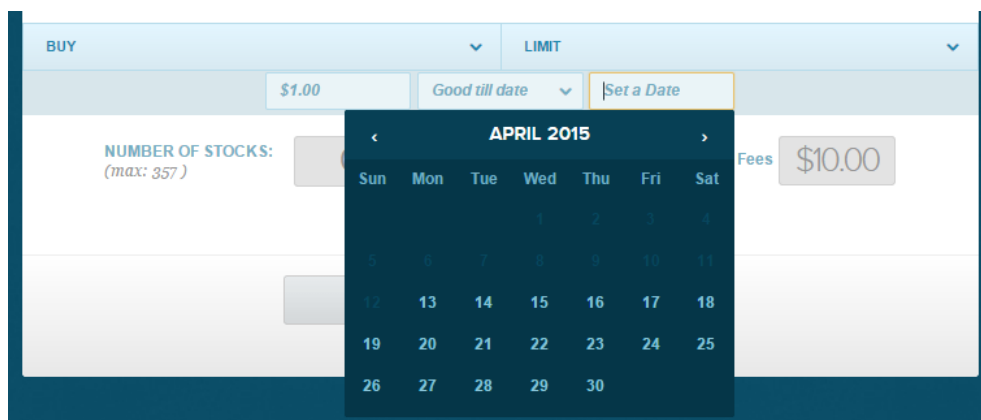 BUY LIMIT
$1.00 Good till date Set a Date
‹ APRIL 2015 ›
NUMBER OF STOCKS: Fees $10.00
(max: 357 )
Sun Mon Tue Wed Thu Fri Sat
1 2 3 4
5 6 7 8 9 10 11
12 13 14 15 16 17 18
19 20 21 22 23 24 25
26 27 28 29 30